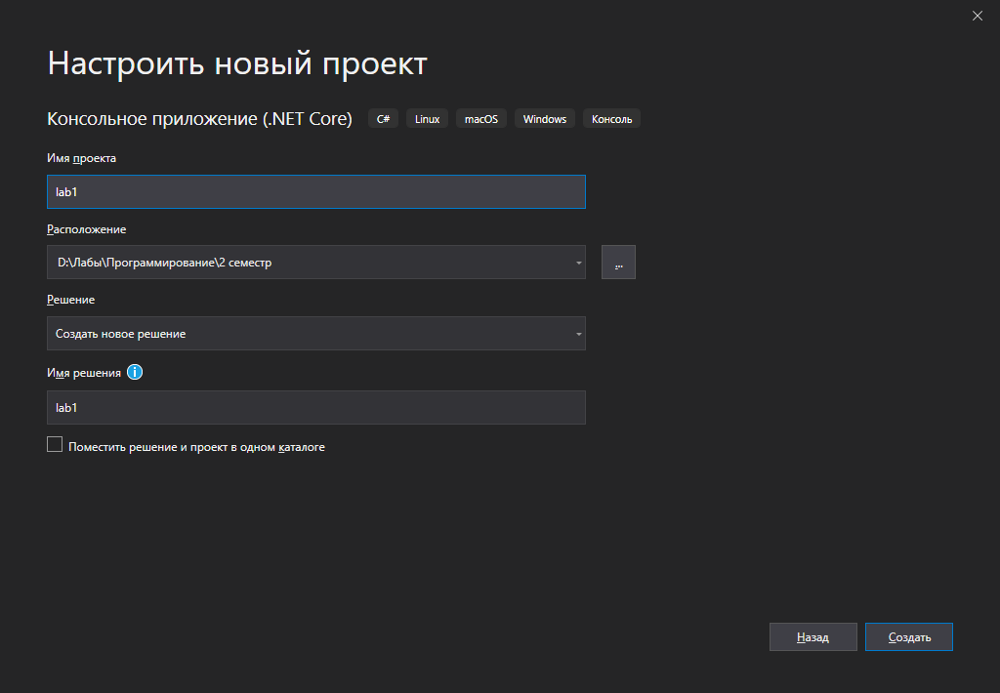 Настроить новый проект
Консольное приложение (.NET Core) C# Linux macOS Windows Консоль
Имя проекта
lab1
Расположение
D:\Лабы\Программирование\2 семестр
...
Решение
Создать новое решение
Имя решения
lab1
Поместить решение и проект в одном каталоге
Назад Создать